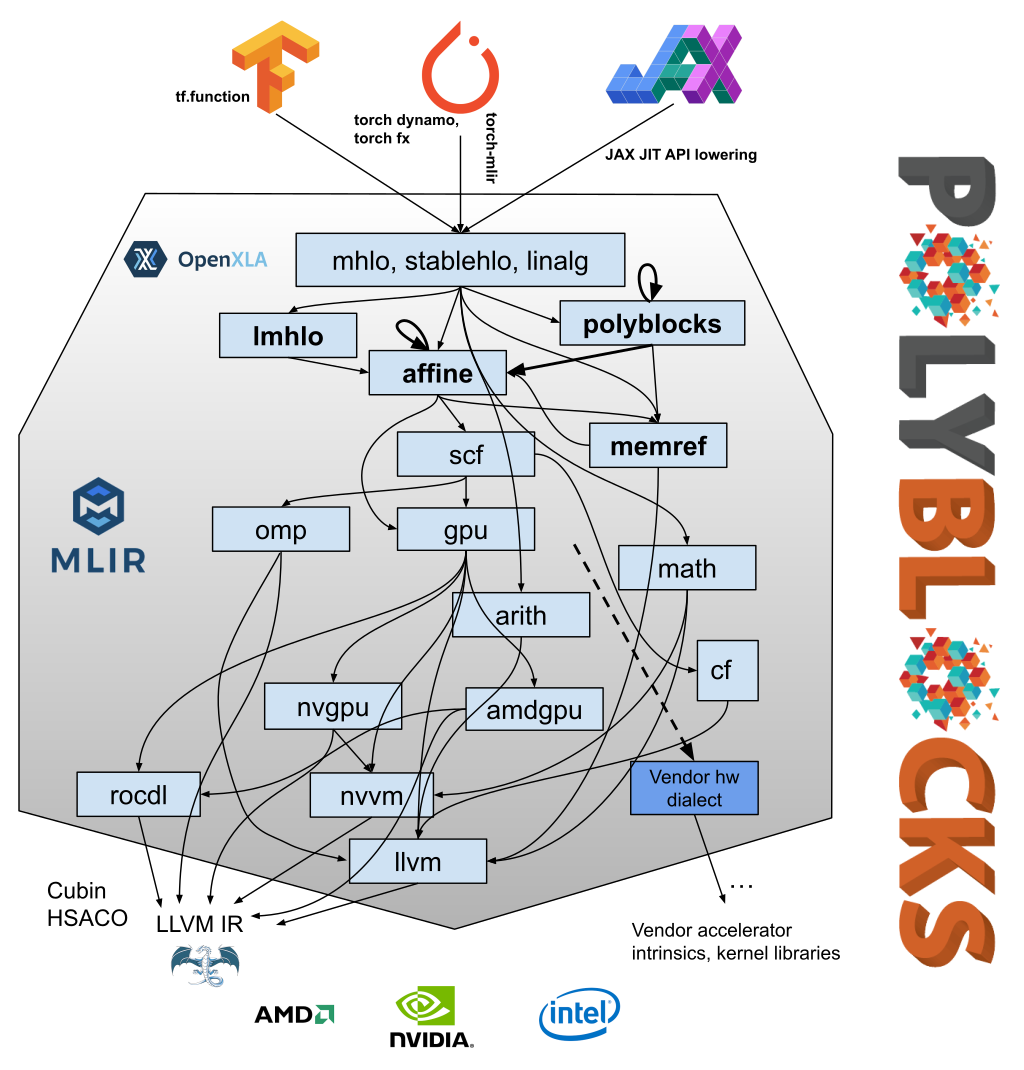 tf.function
torch dynamo,
torch fx
torch-mlir
JAX JIT API lowering
OpenXLA
mhlo, stablehlo, linalg
lmhlo
polyblocks
affine
memref
scf
omp
gpu
math
arith
cf
nvgpu
amdgpu
rocdl
nvvm
Vendor hw
dialect
llvm
MLIR
Cubin
HSACO
LLVM IR
...
Vendor accelerator
intrinsics, kernel libraries
AMD
NVIDIA.
intel
POLYBLOCKS